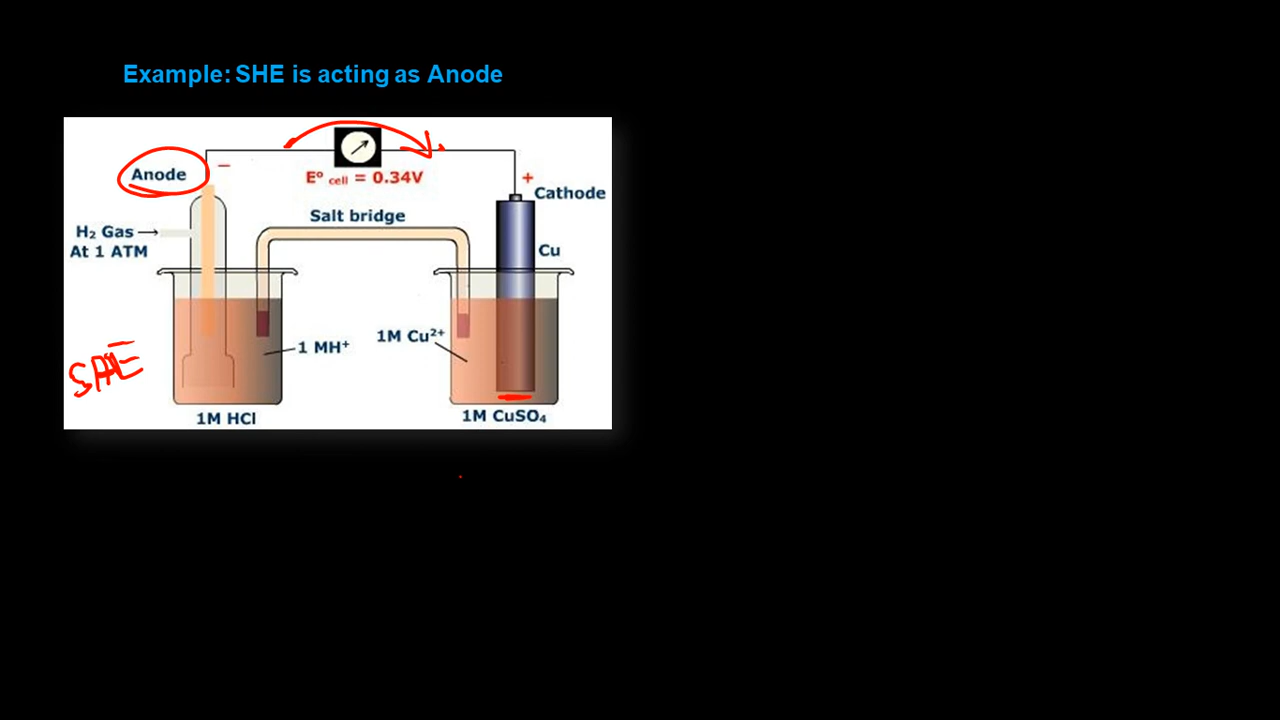 Example: SHE is acting as Anode
Anode
−
E° cell = 0.34V
+
Cathode
Salt bridge
H₂ Gas →
At 1 ATM
Cu
1M Cu²⁺
1 MH⁺
SHE
1M HCl
1M CuSO₄